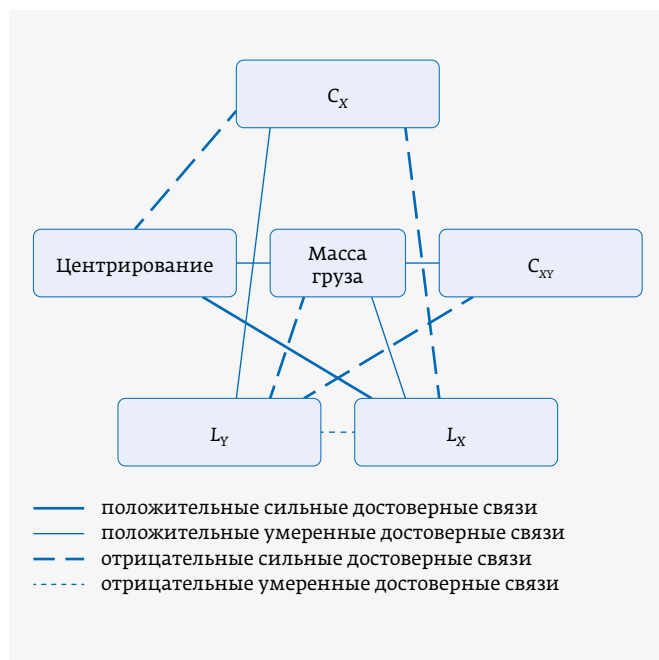 C_X
Центрирование
Масса
груза
C_XY
L_Y
L_X
положительные сильные достоверные связи
положительные умеренные достоверные связи
отрицательные сильные достоверные связи
отрицательные умеренные достоверные связи